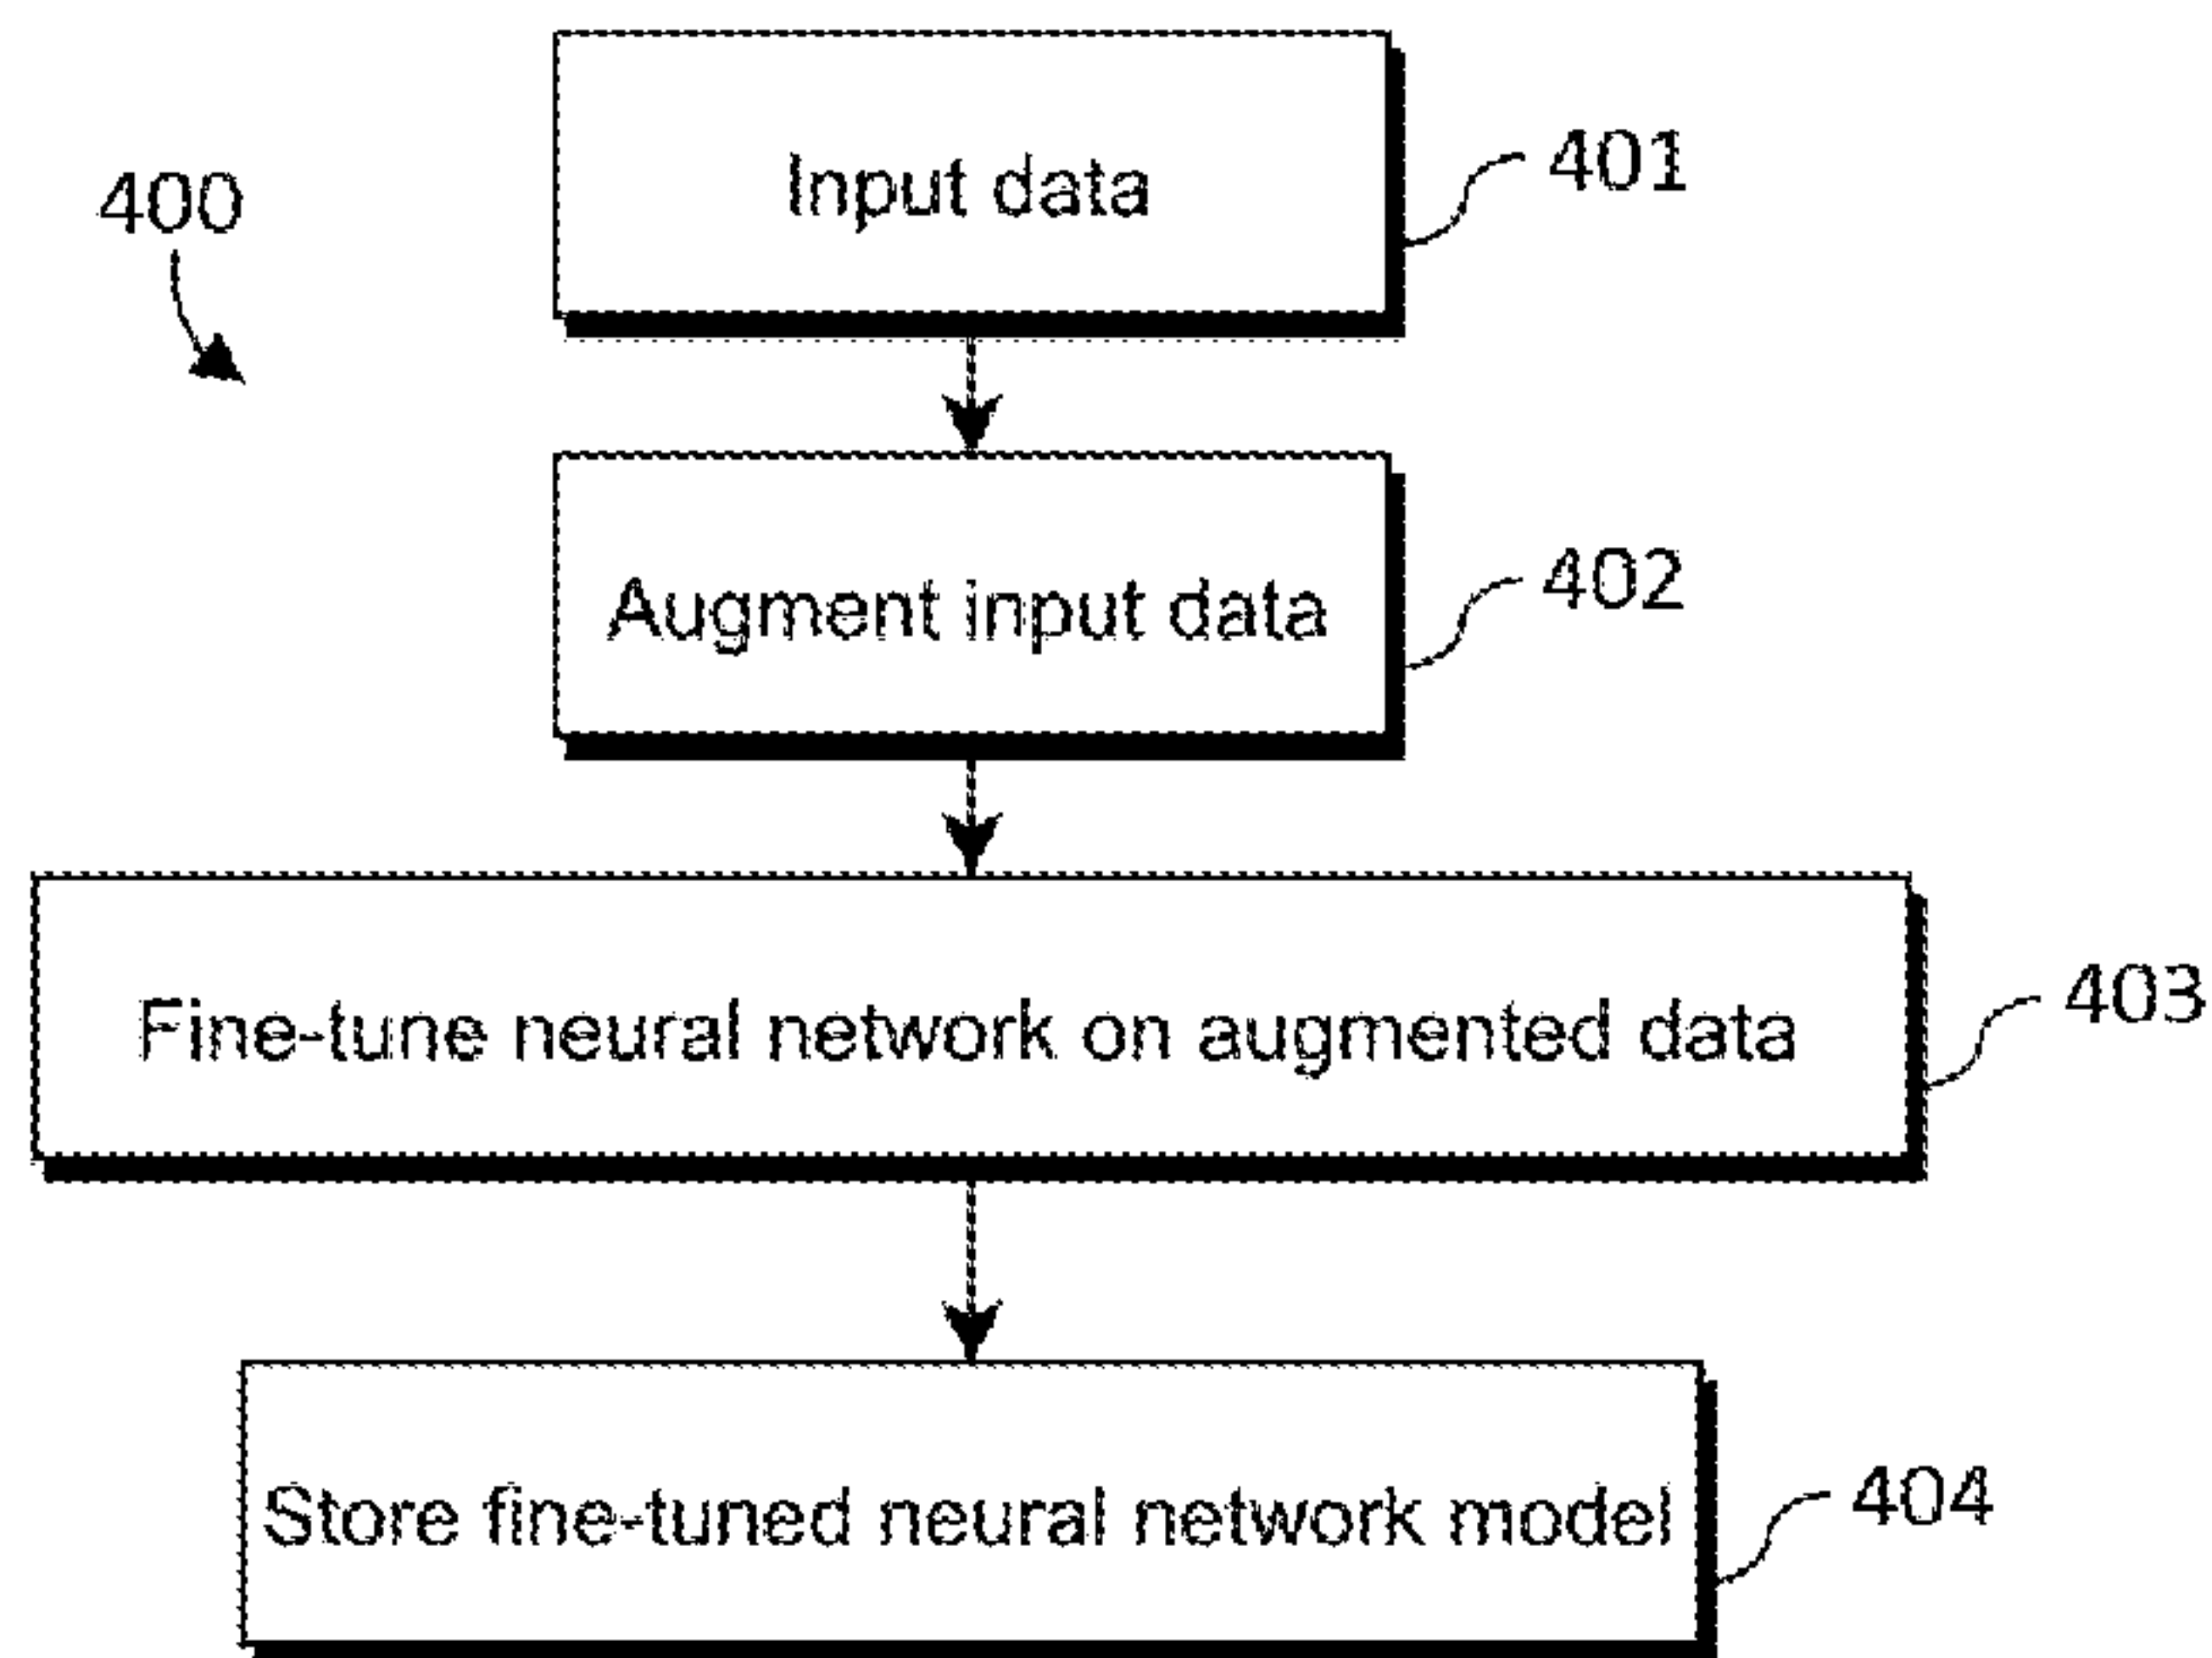 400
Input data
401
Augment input data
402
Fine-tune neural network on augmented data
403
Store fine-tuned neural network model
404